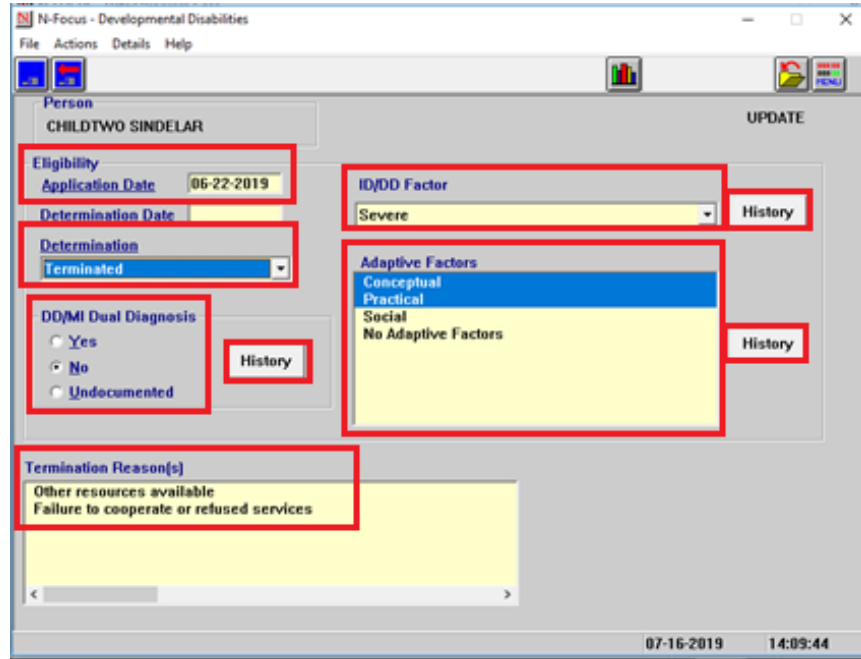 N-Focus - Developmental Disabilities
File Actions Details Help
MENU
Person
CHILDTWO SINDELAR
UPDATE
Eligibility
Application Date 06-22-2019
Determination Date
Determination
Terminated
DD/MI Dual Diagnosis
Yes
No
Undocumented
History
ID/DD Factor
Severe
History
Adaptive Factors
Conceptual
Practical
Social
No Adaptive Factors
History
Termination Reason(s)
Other resources available
Failure to cooperate or refused services
07-16-2019 14:09:44